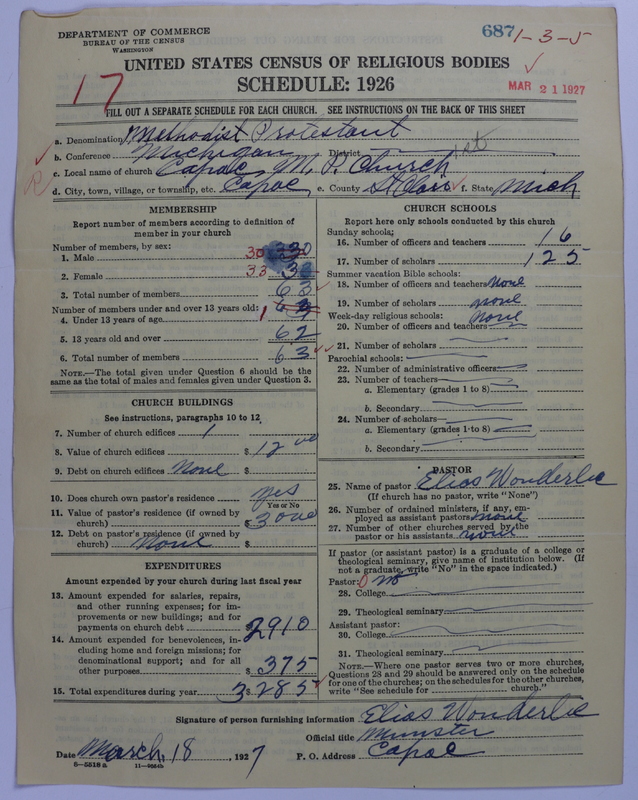 DEPARTMENT OF COMMERCE
BUREAU OF THE CENSUS
WASHINGTON
687 1-3-5
UNITED STATES CENSUS OF RELIGIOUS BODIES
SCHEDULE: 1926
17
MAR 21 1927
FILL OUT A SEPARATE SCHEDULE FOR EACH CHURCH. SEE INSTRUCTIONS ON THE BACK OF THIS SHEET
a. Denomination Methodist Protestant
b. Conference Michigan District
c. Local name of church Capac M. P. Church 1st
d. City, town, village, or township, etc. Capac e. County St Clair f. State Mich
MEMBERSHIP
Report number of members according to definition of member in your church
Number of members, by sex:
1. Male 30
2. Female 33
3. Total number of members 63
Number of members under and over 13 years old:
4. Under 13 years of age 1
5. 13 years old and over 62
6. Total number of members 63
NOTE.—The total given under Question 6 should be the same as the total of males and females given under Question 3.
CHURCH BUILDINGS
See instructions, paragraphs 10 to 12
7. Number of church edifices 1
8. Value of church edifices $ 12 00
9. Debt on church edifices None $
10. Does church own pastor's residence yes
Yes or No
11. Value of pastor's residence (if owned by church) $ 3000
12. Debt on pastor's residence (if owned by church) None $
EXPENDITURES
Amount expended by your church during last fiscal year
13. Amount expended for salaries, repairs, and other running expenses; for improvements or new buildings; and for payments on church debt 2910
14. Amount expended for benevolences, including home and foreign missions; for denominational support; and for all other purposes $ 375
15. Total expenditures during year $ 3285
CHURCH SCHOOLS
Report here only schools conducted by this church
Sunday schools:
16. Number of officers and teachers 16
17. Number of scholars 125
Summer vacation Bible schools:
18. Number of officers and teachers None
19. Number of scholars none
Week-day religious schools:
20. Number of officers and teachers None
21. Number of scholars
Parochial schools:
22. Number of administrative officers
23. Number of teachers—
a. Elementary (grades 1 to 8)
b. Secondary
24. Number of scholars—
a. Elementary (grades 1 to 8)
b. Secondary
PASTOR
25. Name of pastor Elias Wonderlic
(If church has no pastor, write "None")
26. Number of ordained ministers, if any, employed as assistant pastors none
27. Number of other churches served by the pastor or his assistants none
If pastor (or assistant pastor) is a graduate of a college or theological seminary, give name of institution below. (If not a graduate, write "No" in the space indicated.)
Pastor: 0 no
28. College
29. Theological seminary
Assistant pastor:
30. College
31. Theological seminary
NOTE.—Where one pastor serves two or more churches, Questions 28 and 29 should be answered only on the schedule for one of the churches; on the schedules for the other churches, write "See schedule for church."
Signature of person furnishing information Elias Wonderlic
Official title Minister
Date March, 18, 1927 P. O. Address Capac
8—5518 a